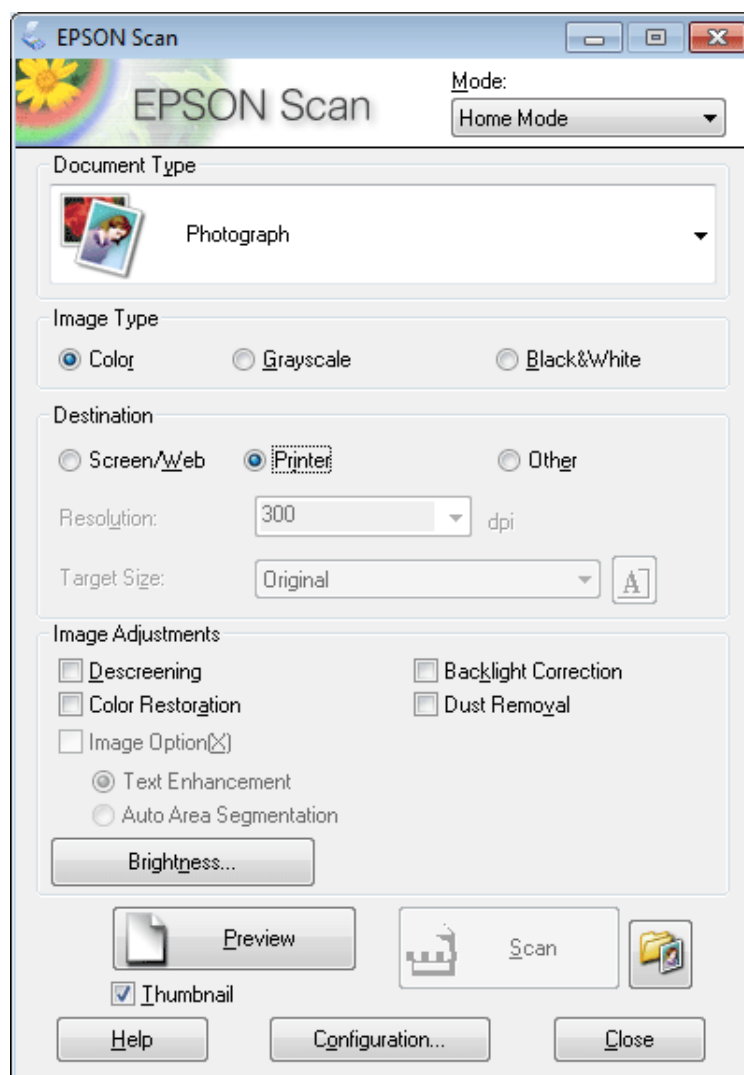 EPSON Scan
EPSON Scan
Mode:
Home Mode
Document Type
Photograph
Image Type
Color
Grayscale
Black&White
Destination
Screen/Web
Printer
Other
Resolution:
300
dpi
Target Size:
Original
A
Image Adjustments
Descreening
Backlight Correction
Color Restoration
Dust Removal
Image Option(X)
Text Enhancement
Auto Area Segmentation
Brightness...
Preview
Scan
Thumbnail
Help
Configuration...
Close